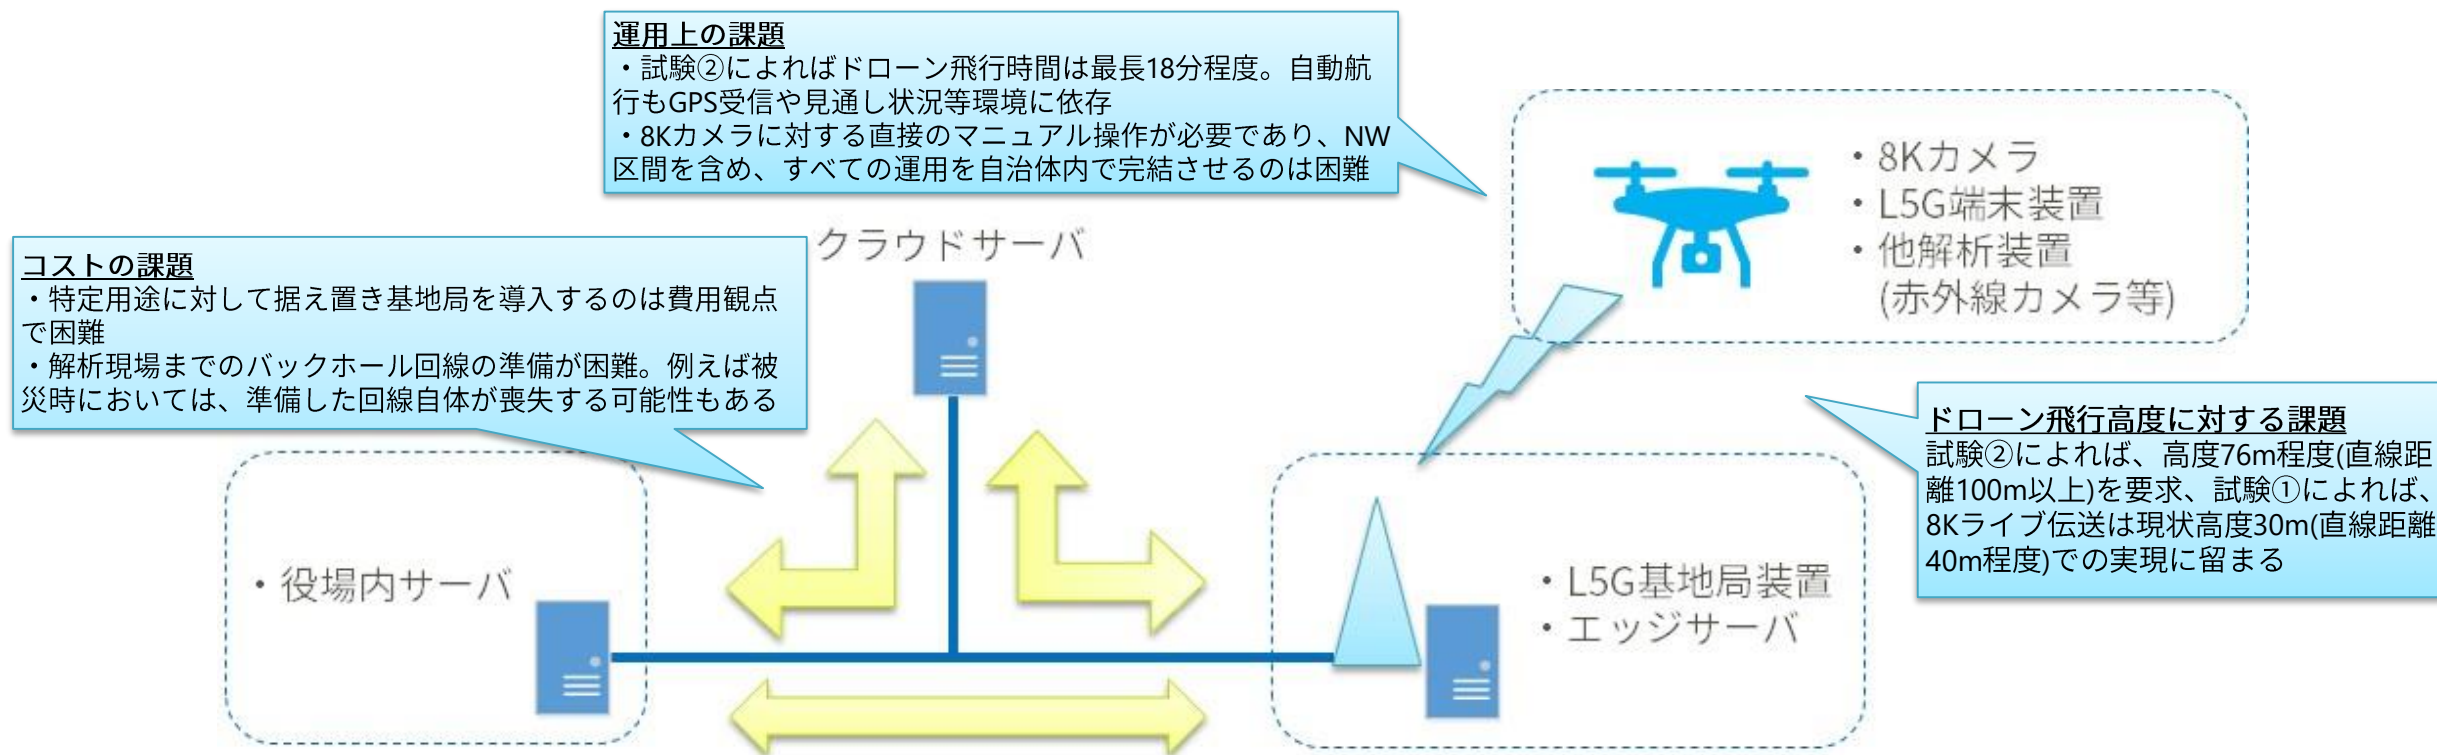 運用上の課題
・試験②によればドローン飛行時間は最長18分程度。自動航
行もGPS受信や見通し状況等環境に依存
・8Kカメラに対する直接のマニュアル操作が必要であり、NW
区間を含め、すべての運用を自治体内で完結させるのは困難
・8Kカメラ
・L5G端末装置
・他解析装置
(赤外線カメラ等)
クラウドサーバ
コストの課題
・特定用途に対して据え置き基地局を導入するのは費用観点
で困難
・解析現場までのバックホール回線の準備が困難。例えば被
災時においては、準備した回線自体が喪失する可能性もある
ドローン飛行高度に対する課題
試験②によれば、高度76m程度(直線距
離100m以上)を要求、試験①によれば、
8Kライブ伝送は現状高度30m(直線距離
40m程度)での実現に留まる
・役場内サーバ
・L5G基地局装置
・エッジサーバ